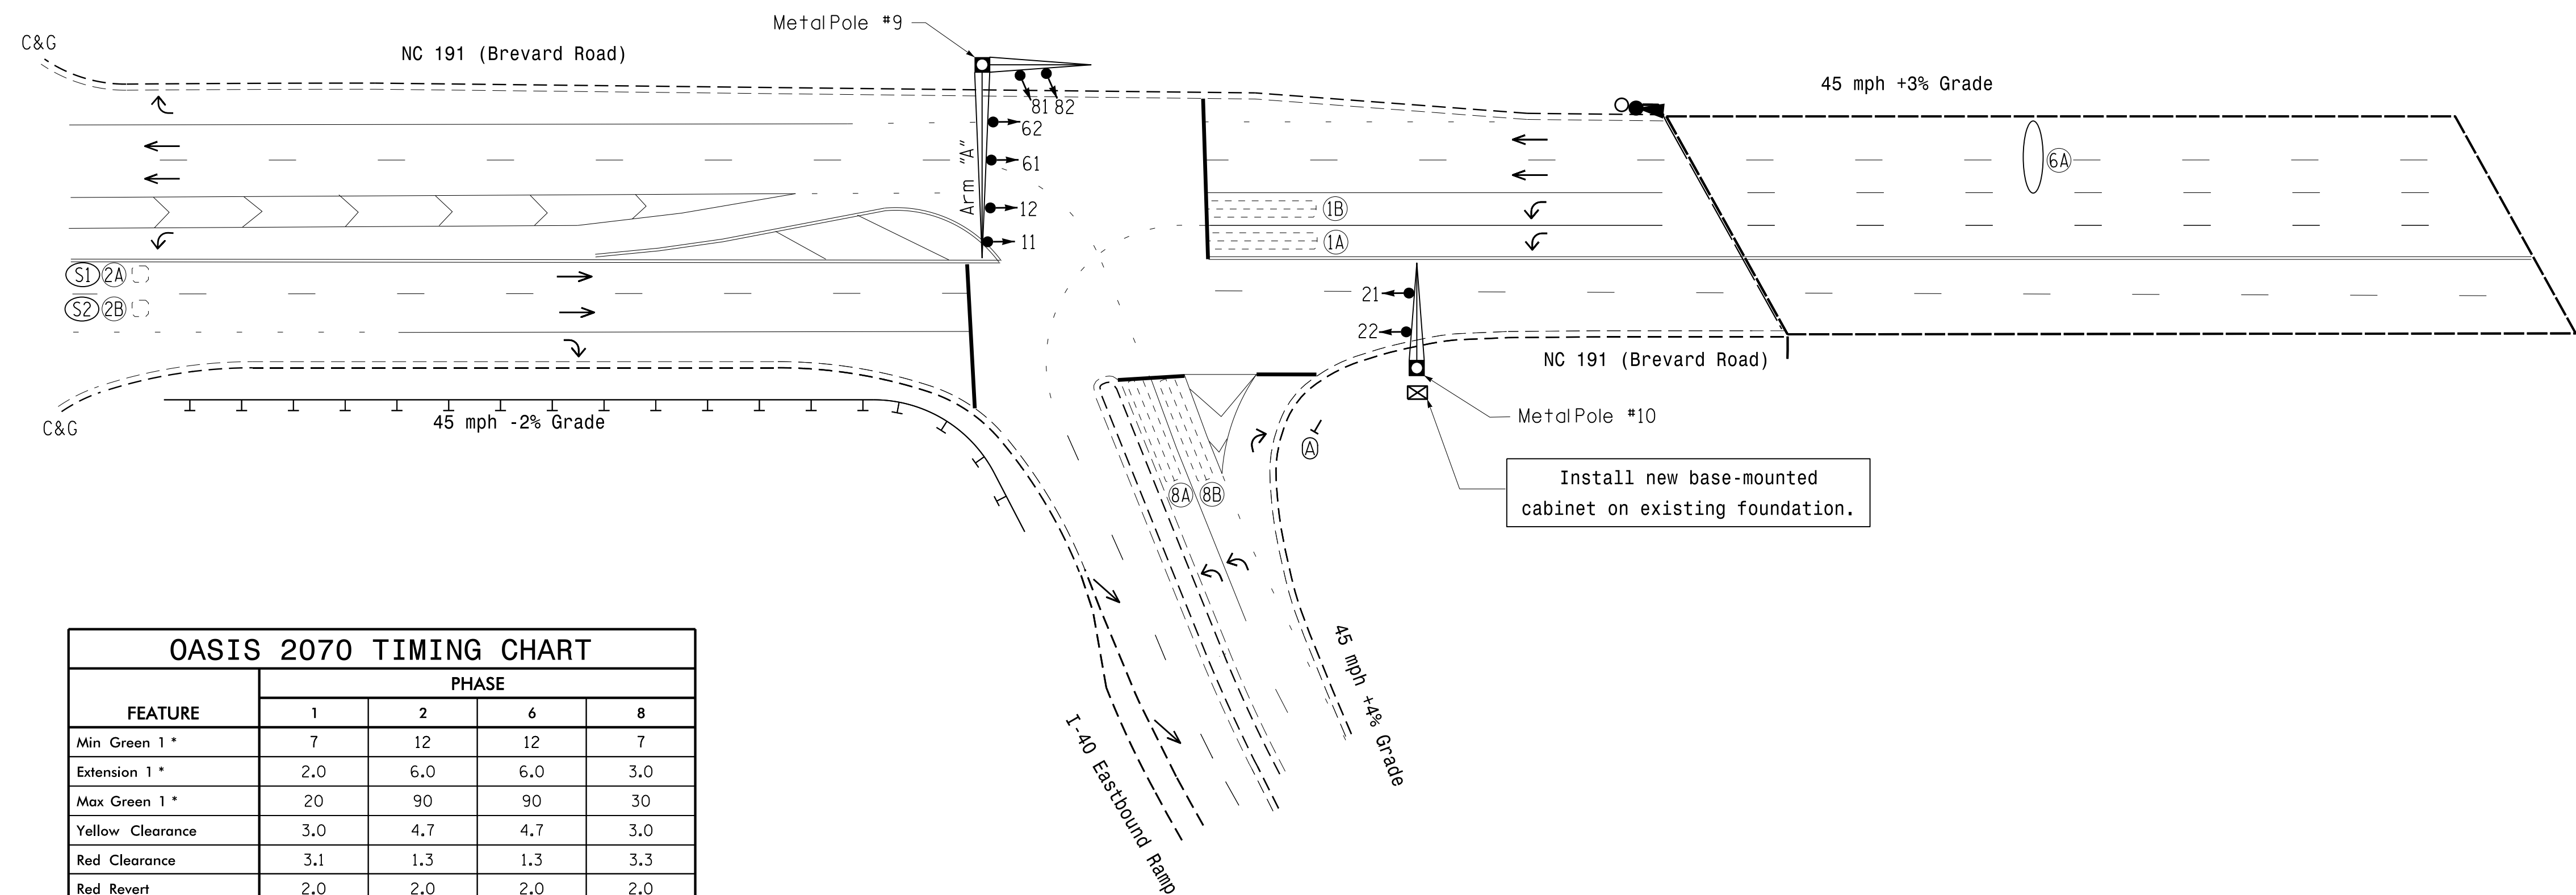 MetalPole #9
C&G
NC 191 (Brevard Road)
45 mph +3% Grade
81 82
62
Arm "A"
61
6A
12
1B
11
1A
S1 2A
S2 2B
21
22
NC 191 (Brevard Road)
C&G
45 mph -2% Grade
MetalPole #10
A
Install new base-mounted
cabinet on existing foundation.
8A 8B
45 mph +4% Grade
I-40 Eastbound Ramp
OASIS 2070 TIMING CHART
PHASE
FEATURE 1 2 6 8
Min Green 1 * 7 12 12 7
Extension 1 * 2.0 6.0 6.0 3.0
Max Green 1 * 20 90 90 30
Yellow Clearance 3.0 4.7 4.7 3.0
Red Clearance 3.1 1.3 1.3 3.3
Red Revert 2.0 2.0 2.0 2.0